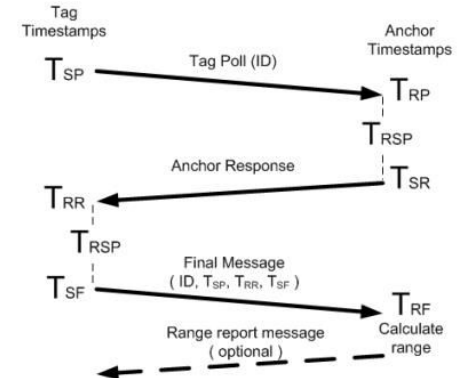 Tag
Timestamps
Anchor
Timestamps
TSP
Tag Poll (ID)
TRP
TRSP
Anchor Response
TSR
TRR
TRSP
Final Message
( ID, TSP, TRR, TSF )
TSF
TRF
Calculate
range
Range report message
( optional )